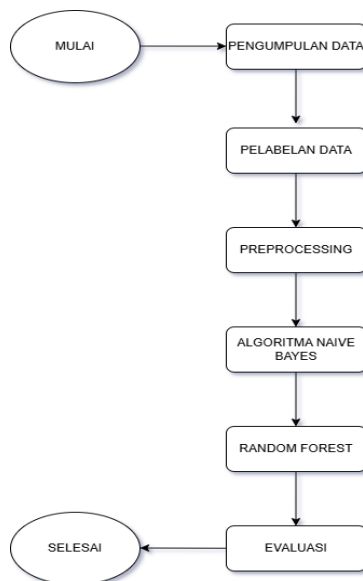 MULAI
PENGUMPULAN DATA
PELABELAN DATA
PREPROCESSING
ALGORITMA NAIVE
BAYES
RANDOM FOREST
EVALUASI
SELESAI